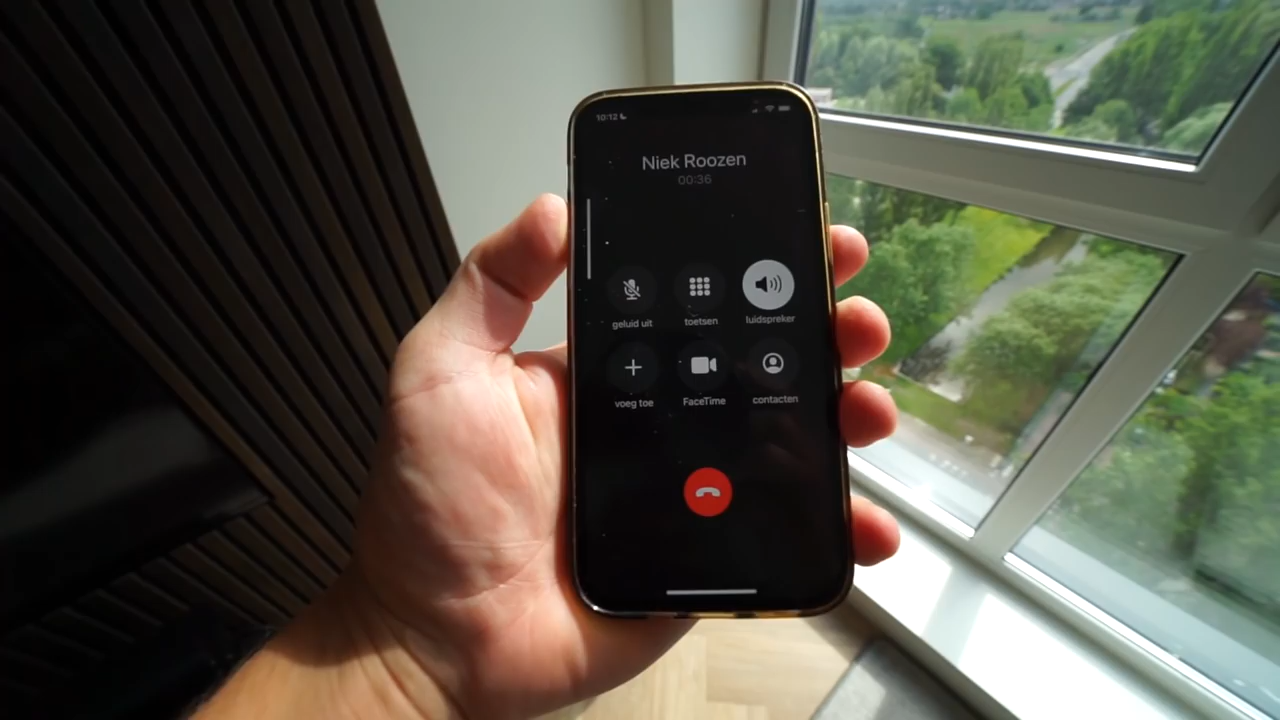 10:12
Niek Roozen
00:36
geluid uit toetsen luidspreker
voeg toe FaceTime contacten